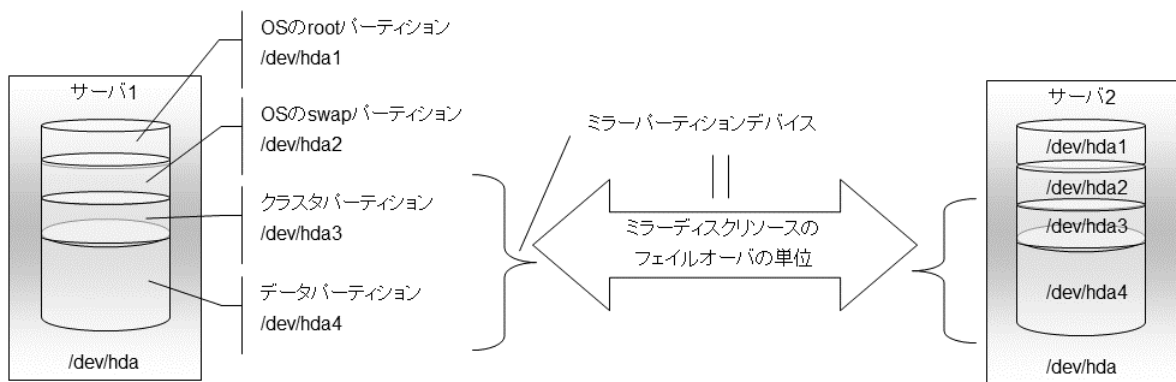 サーバ1
/dev/hda
OSのrootパーティション
/dev/hda1
OSのswapパーティション
/dev/hda2
クラスタパーティション
/dev/hda3
データパーティション
/dev/hda4
ミラーパーティションデバイス
ミラーディスクリソースの
フェイルオーバの単位
サーバ2
/dev/hda1
/dev/hda2
/dev/hda3
/dev/hda4
/dev/hda